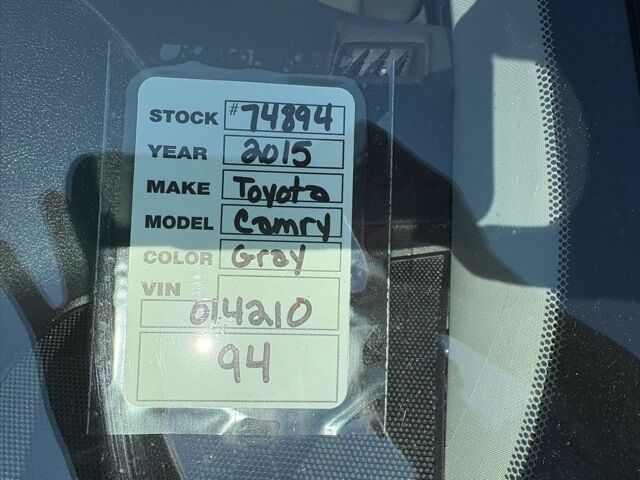 STOCK #74894
YEAR 2015
MAKE Toyota
MODEL Camry
COLOR Gray
VIN
014210
94